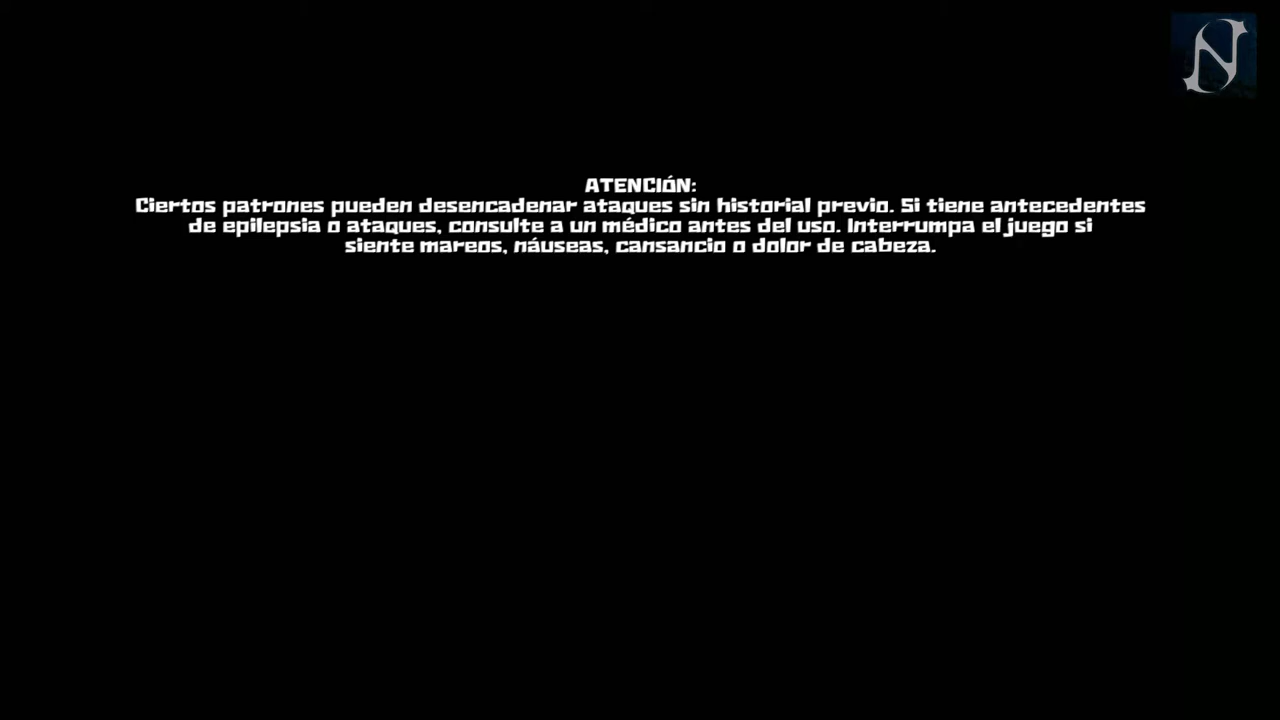 ATENCIÓN:
Ciertos patrones pueden desencadenar ataques sin historial previo. Si tiene antecedentes
de epilepsia o ataques, consulte a un médico antes del uso. Interrumpa el juego si
siente mareos, náuseas, cansancio o dolor de cabeza.
N